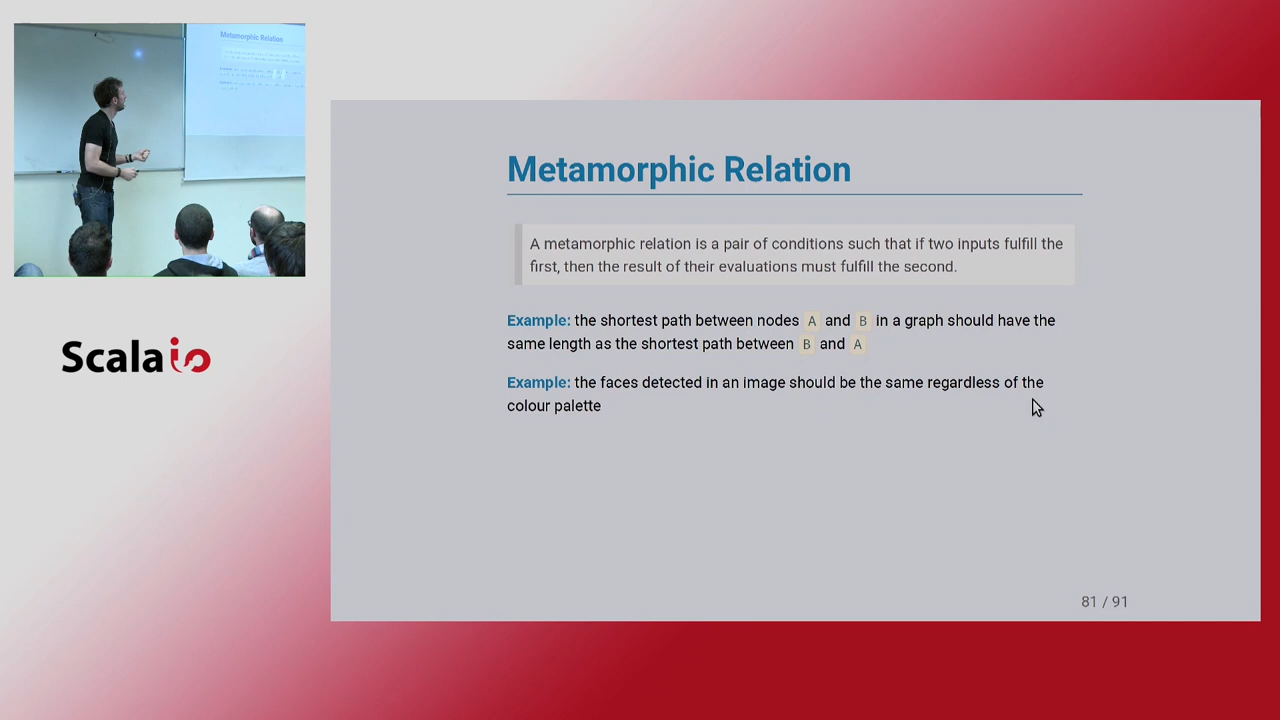 Metamorphic Relation
Metamorphic Relation
A metamorphic relation is a pair of conditions such that if two inputs fulfill the
first, then the result of their evaluations must fulfill the second.
Example: the shortest path between nodes A and B in a graph should have the
same length as the shortest path between B and A
Example: the faces detected in an image should be the same regardless of the
colour palette
Scala io
81 / 91